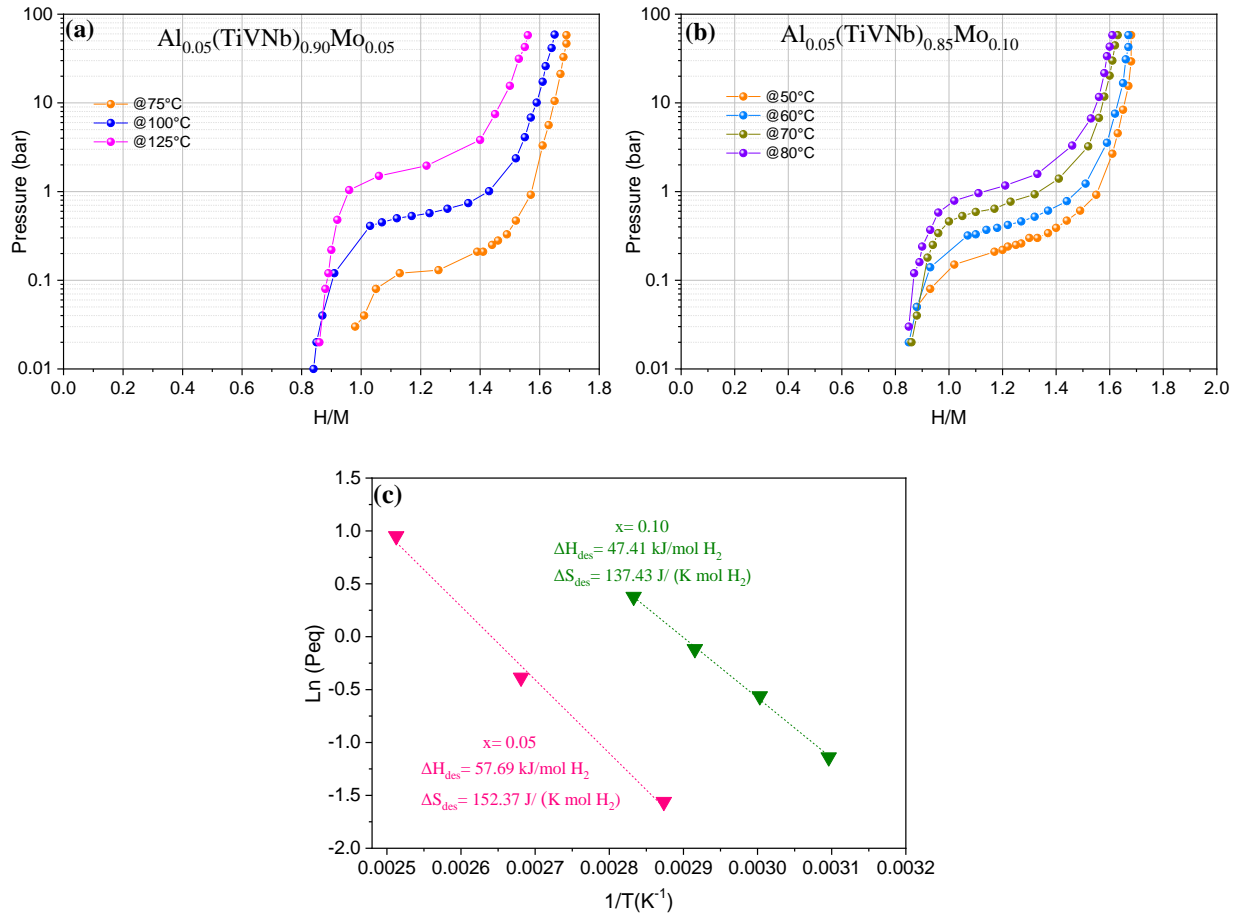 (a)
Al0.05(TiVNb)0.90Mo0.05
@75°C
@100°C
@125°C
100
10
1
0.1
0.01
Pressure (bar)
0.0 0.2 0.4 0.6 0.8 1.0 1.2 1.4 1.6 1.8
H/M
(b)
Al0.05(TiVNb)0.85Mo0.10
@50°C
@60°C
@70°C
@80°C
100
10
1
0.1
0.01
Pressure (bar)
0.0 0.2 0.4 0.6 0.8 1.0 1.2 1.4 1.6 1.8 2.0
H/M
(c)
x= 0.10
ΔHdes= 47.41 kJ/mol H2
ΔSdes= 137.43 J/ (K mol H2)
x= 0.05
ΔHdes= 57.69 kJ/mol H2
ΔSdes= 152.37 J/ (K mol H2)
1.5
1.0
0.5
0.0
-0.5
-1.0
-1.5
-2.0
Ln (Peq)
0.0025 0.0026 0.0027 0.0028 0.0029 0.0030 0.0031 0.0032
1/T(K-1)